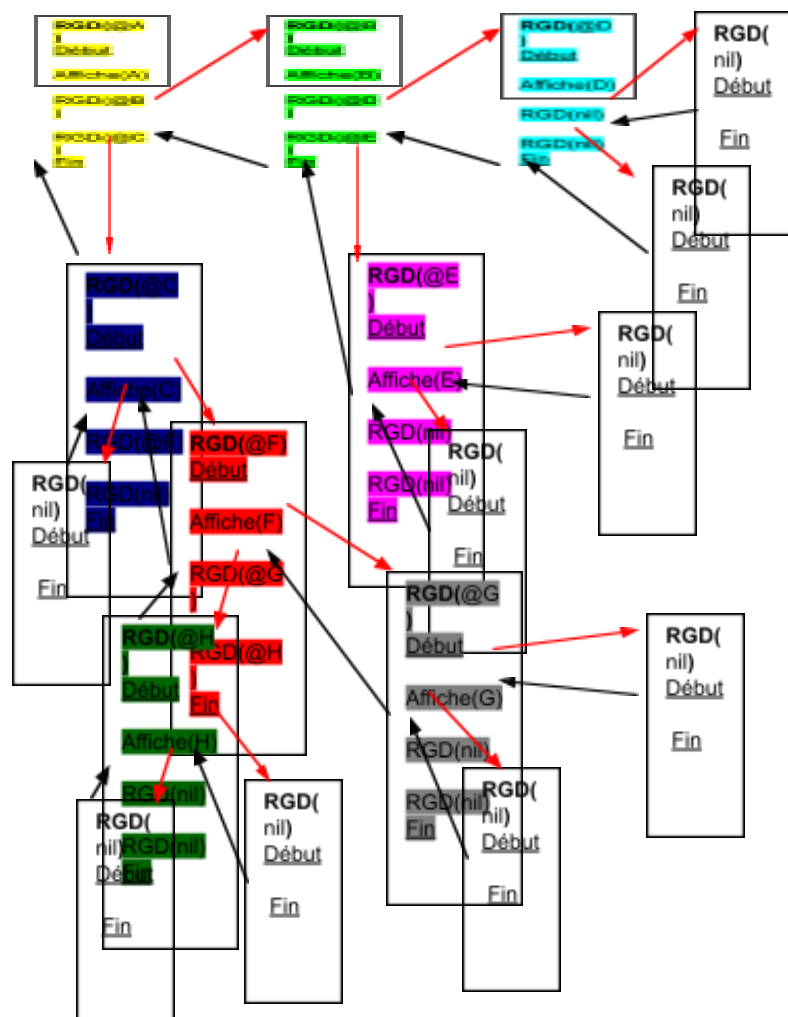 RGD(@A
)
Début
Affiche(A)
RGD(@B
)
RGD(@C
)
Fin
RGD(@B
)
Début
Affiche(B)
RGD(@D
)
RGD(@E
)
Fin
RGD(@D
)
Début
Affiche(D)
RGD(nil)
RGD(nil)
Fin
RGD(
nil)
Début
Fin
RGD(
nil)
Début
Fin
RGD(@C
)
Début
Affiche(C)
RGD(@F
RGD(nil)
Fin
RGD(@E
)
Début
Affiche(E)
RGD(nil)
RGD(nil)
Fin
RGD(
nil)
Début
Fin
RGD(
nil)
Début
Fin
RGD(@F)
Début
Affiche(F)
RGD(@G
)
RGD(@H
)
Fin
RGD(
nil)
Début
Fin
RGD(@G
)
Début
Affiche(G)
RGD(nil)
RGD(nil)
Fin
RGD(
nil)
Début
Fin
RGD(@H
)
Début
Affiche(H)
RGD(nil)
RGD(nil)
Fin
RGD(
nil)
Début
Fin
RGD(
nil)
Début
Fin
RGD(
nil)
Début
Fin